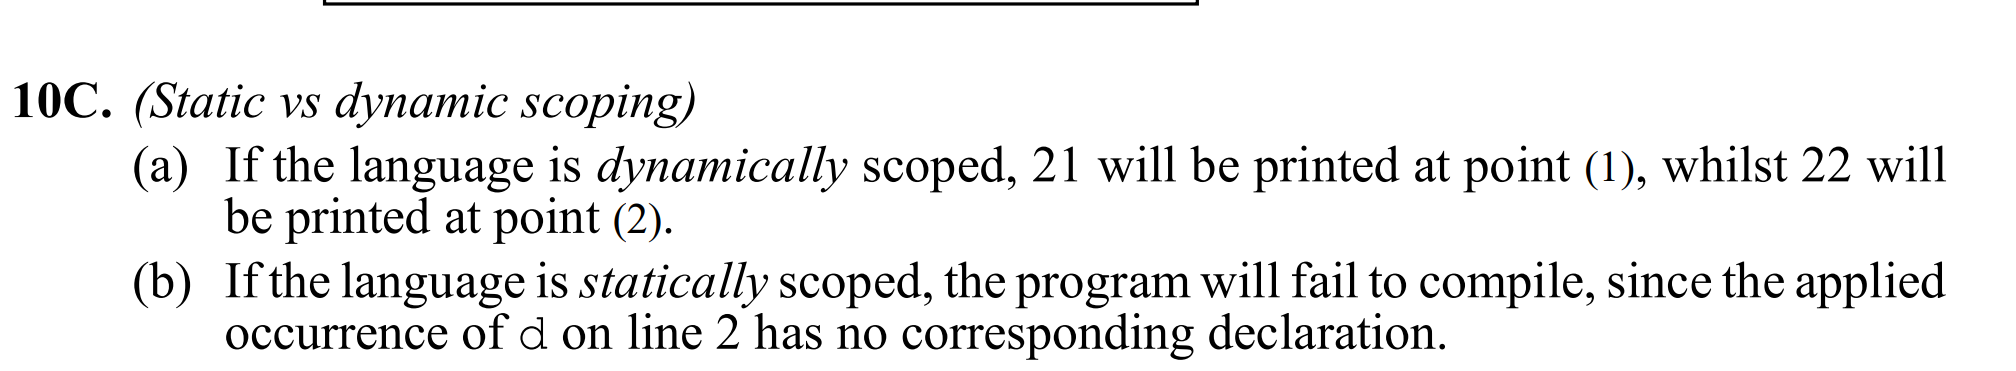 10C. (Static vs dynamic scoping)
(a) If the language is dynamically scoped, 21 will be printed at point (1), whilst 22 will
be printed at point (2).
(b) If the language is statically scoped, the program will fail to compile, since the applied
occurrence of d on line 2 has no corresponding declaration.